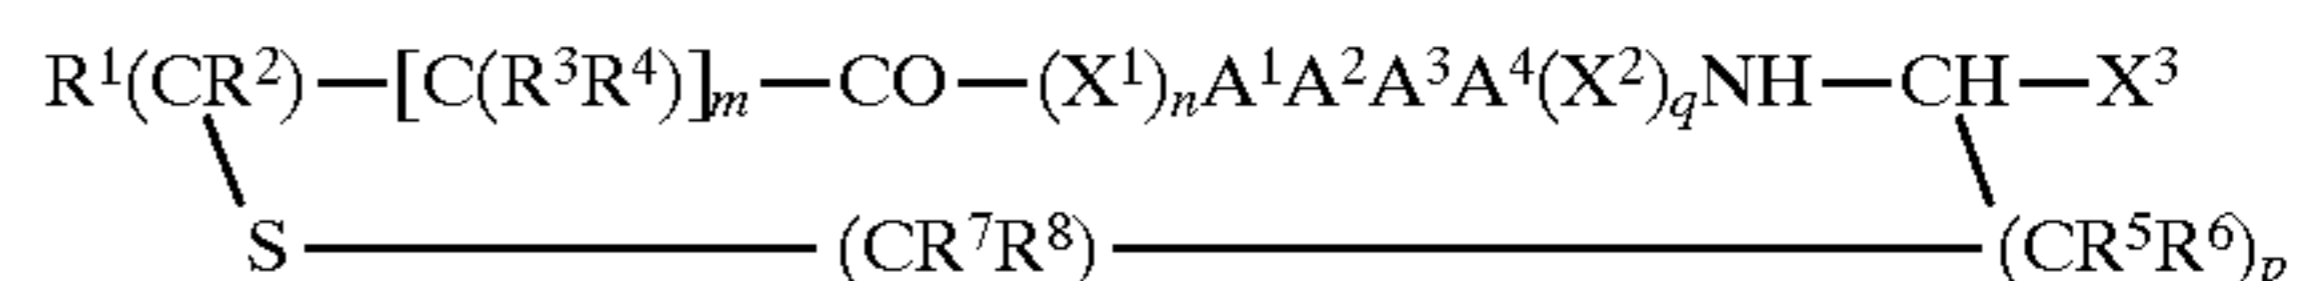 R¹(CR²)—[C(R³R⁴)]ₘ—CO—(X¹)ₙA¹A²A³A⁴(X²)qNH—CH—X³
S—(CR⁷R⁸)—(CR⁵R⁶)ₚ